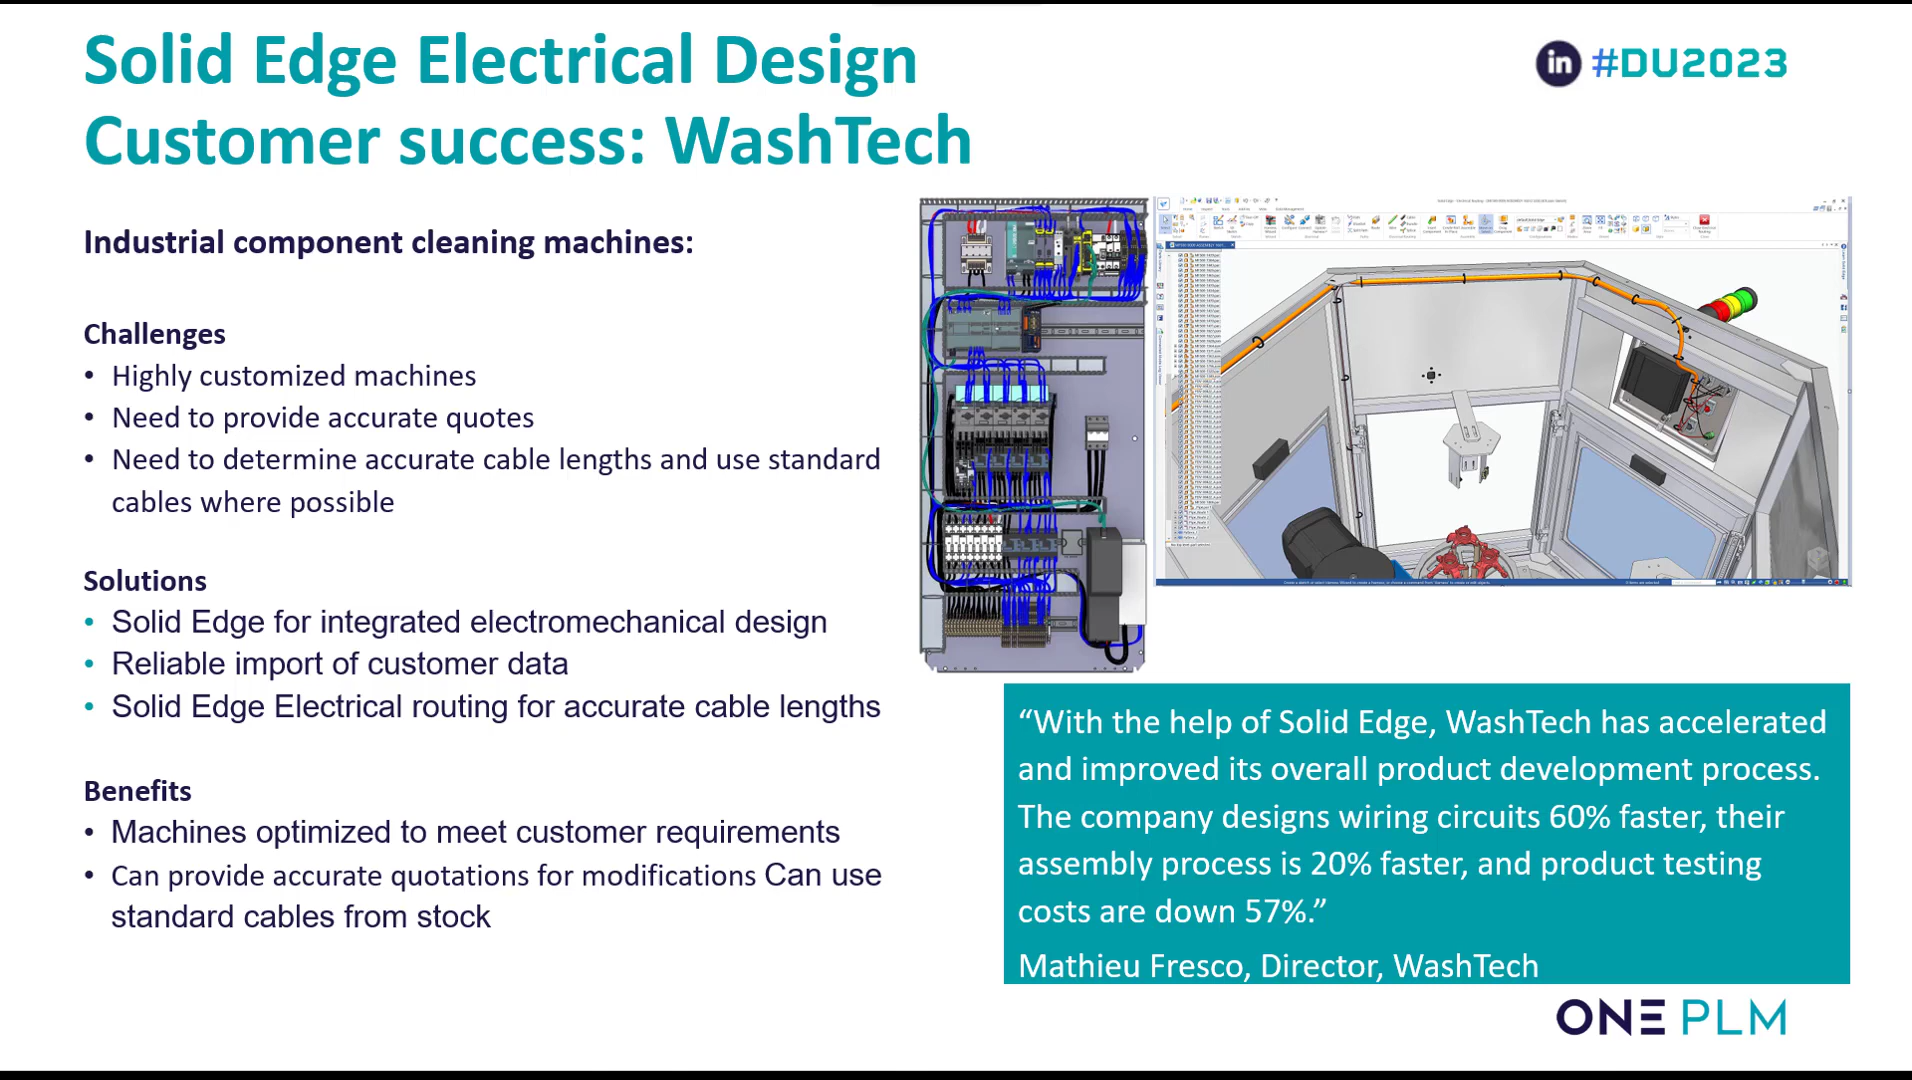 Solid Edge Electrical Design
Customer success: WashTech
in #DU2023
Industrial component cleaning machines:
Challenges
• Highly customized machines
• Need to provide accurate quotes
• Need to determine accurate cable lengths and use standard
cables where possible
Solutions
• Solid Edge for integrated electromechanical design
• Reliable import of customer data
• Solid Edge Electrical routing for accurate cable lengths
Benefits
• Machines optimized to meet customer requirements
• Can provide accurate quotations for modifications Can use
standard cables from stock
“With the help of Solid Edge, WashTech has accelerated
and improved its overall product development process.
The company designs wiring circuits 60% faster, their
assembly process is 20% faster, and product testing
costs are down 57%.”
Mathieu Fresco, Director, WashTech
ONE PLM